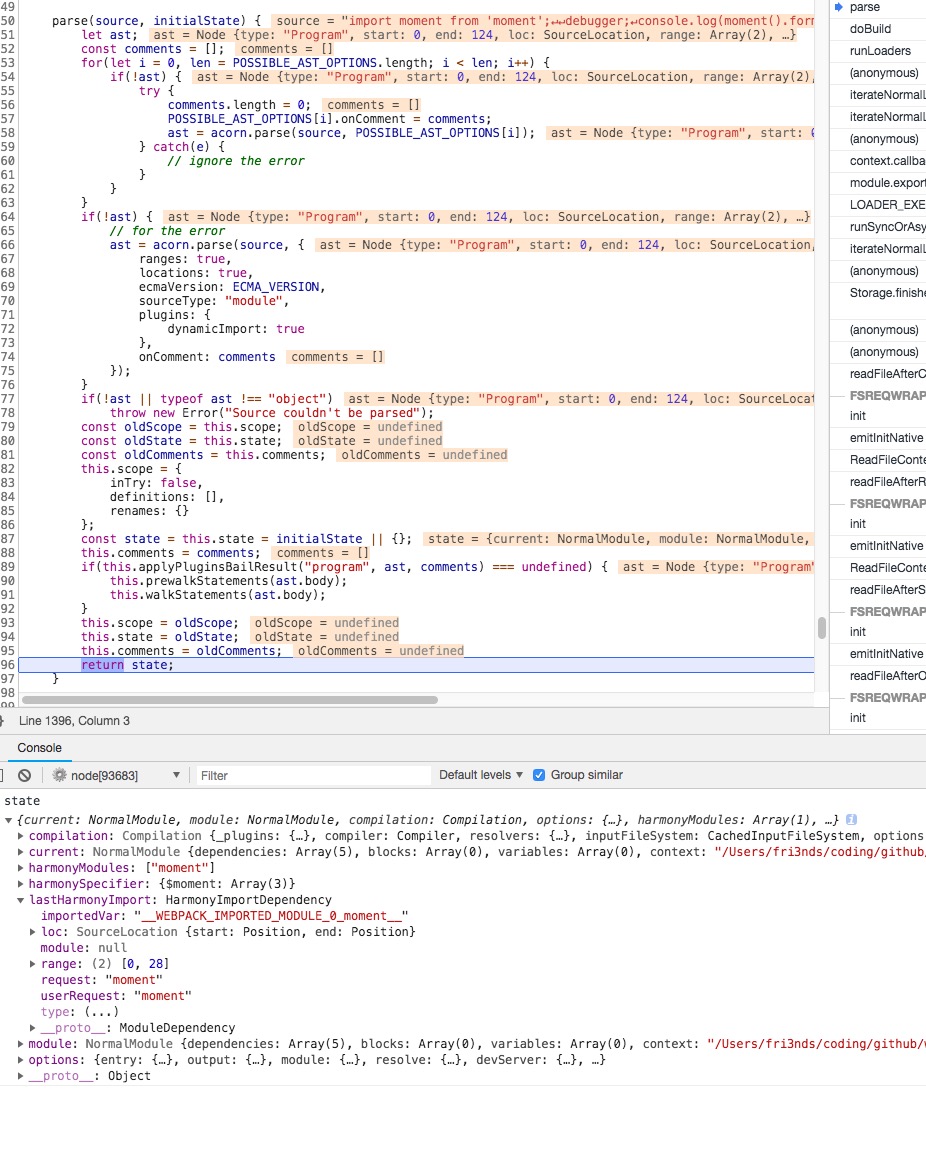 49
50 parse(source, initialState) { source = "import moment from 'moment';↵↵debugger;↵console.log(moment().forn
51 let ast; ast = Node {type: "Program", start: 0, end: 124, loc: SourceLocation, range: Array(2), …}
52 const comments = []; comments = []
53 for(let i = 0, len = POSSIBLE_AST_OPTIONS.length; i < len; i++) {
54 if(!ast) { ast = Node {type: "Program", start: 0, end: 124, loc: SourceLocation, range: Array(2),
55 try {
56 comments.length = 0; comments = []
57 POSSIBLE_AST_OPTIONS[i].onComment = comments;
58 ast = acorn.parse(source, POSSIBLE_AST_OPTIONS[i]); ast = Node {type: "Program", start: 0
59 } catch(e) {
60 // ignore the error
61 }
62 }
63 }
64 if(!ast) { ast = Node {type: "Program", start: 0, end: 124, loc: SourceLocation, range: Array(2), …}
65 // for the error
66 ast = acorn.parse(source, { ast = Node {type: "Program", start: 0, end: 124, loc: SourceLocation,
67 ranges: true,
68 locations: true,
69 ecmaVersion: ECMA_VERSION,
70 sourceType: "module",
71 plugins: {
72 dynamicImport: true
73 },
74 onComment: comments comments = []
75 });
76 }
77 if(!ast || typeof ast !== "object") ast = Node {type: "Program", start: 0, end: 124, loc: SourceLocat
78 throw new Error("Source couldn't be parsed");
79 const oldScope = this.scope; oldScope = undefined
80 const oldState = this.state; oldState = undefined
81 const oldComments = this.comments; oldComments = undefined
82 this.scope = {
83 inTry: false,
84 definitions: [],
85 renames: {}
86 };
87 const state = this.state = initialState || {}; state = {current: NormalModule, module: NormalModule,
88 this.comments = comments; comments = []
89 if(this.applyPluginsBailResult("program", ast, comments) === undefined) { ast = Node {type: "Program"
90 this.prewalkStatements(ast.body);
91 this.walkStatements(ast.body);
92 }
93 this.scope = oldScope; oldScope = undefined
94 this.state = oldState; oldState = undefined
95 this.comments = oldComments; oldComments = undefined
96 return state;
97 }
98
99
parse
doBuild
runLoaders
(anonymous)
iterateNormalL
iterateNormalL
(anonymous)
context.callba
module.export
LOADER_EXE
runSyncOrAsy
iterateNormalL
(anonymous)
Storage.finishe
(anonymous)
(anonymous)
readFileAfterC
FSREQWRAP
init
emitInitNative
ReadFileConte
readFileAfterR
FSREQWRAP
init
emitInitNative
ReadFileConte
readFileAfterS
FSREQWRAP
init
emitInitNative
readFileAfterO
FSREQWRAP
init
} Line 1396, Column 3
Console
node[93683] ▼ Filter Default levels ▼ Group similar
state
{current: NormalModule, module: NormalModule, compilation: Compilation, options: {…}, harmonyModules: Array(1), …} i
compilation: Compilation {_plugins: {…}, compiler: Compiler, resolvers: {…}, inputFileSystem: CachedInputFileSystem, options
current: NormalModule {dependencies: Array(5), blocks: Array(0), variables: Array(0), context: "/Users/fri3nds/coding/github/
harmonyModules: ["moment"]
harmonySpecifier: {$moment: Array(3)}
lastHarmonyImport: HarmonyImportDependency
importedVar: "__WEBPACK_IMPORTED_MODULE_0_moment__"
loc: SourceLocation {start: Position, end: Position}
module: null
range: (2) [0, 28]
request: "moment"
userRequest: "moment"
type: (...)
__proto__: ModuleDependency
module: NormalModule {dependencies: Array(5), blocks: Array(0), variables: Array(0), context: "/Users/fri3nds/coding/github/w
options: {entry: {…}, output: {…}, module: {…}, resolve: {…}, devServer: {…}, …}
__proto__: Object